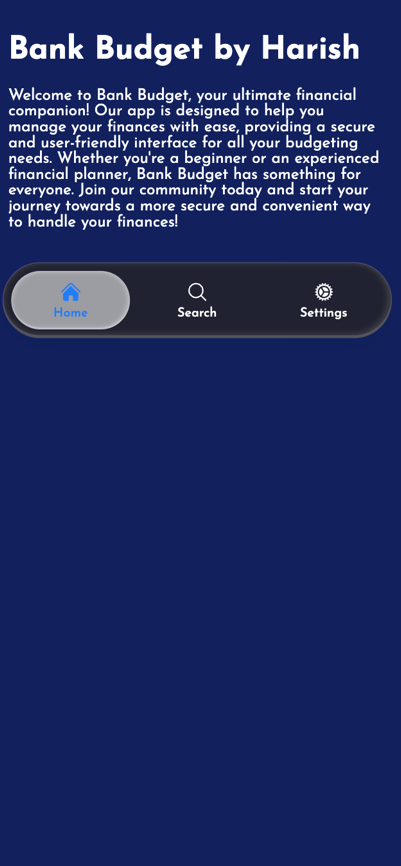 Bank Budget by Harish
Welcome to Bank Budget, your ultimate financial
companion! Our app is designed to help you
manage your finances with ease, providing a secure
and user-friendly interface for all your budgeting
needs. Whether you're a beginner or an experienced
financial planner, Bank Budget has something for
everyone. Join our community today and start your
journey towards a more secure and convenient way
to handle your finances!
Home Search Settings